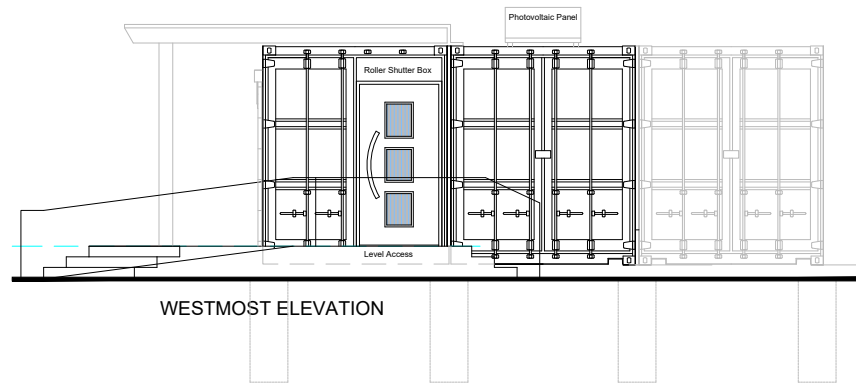 Photovoltaic Panel
Roller Shutter Box
Level Access
WESTMOST ELEVATION